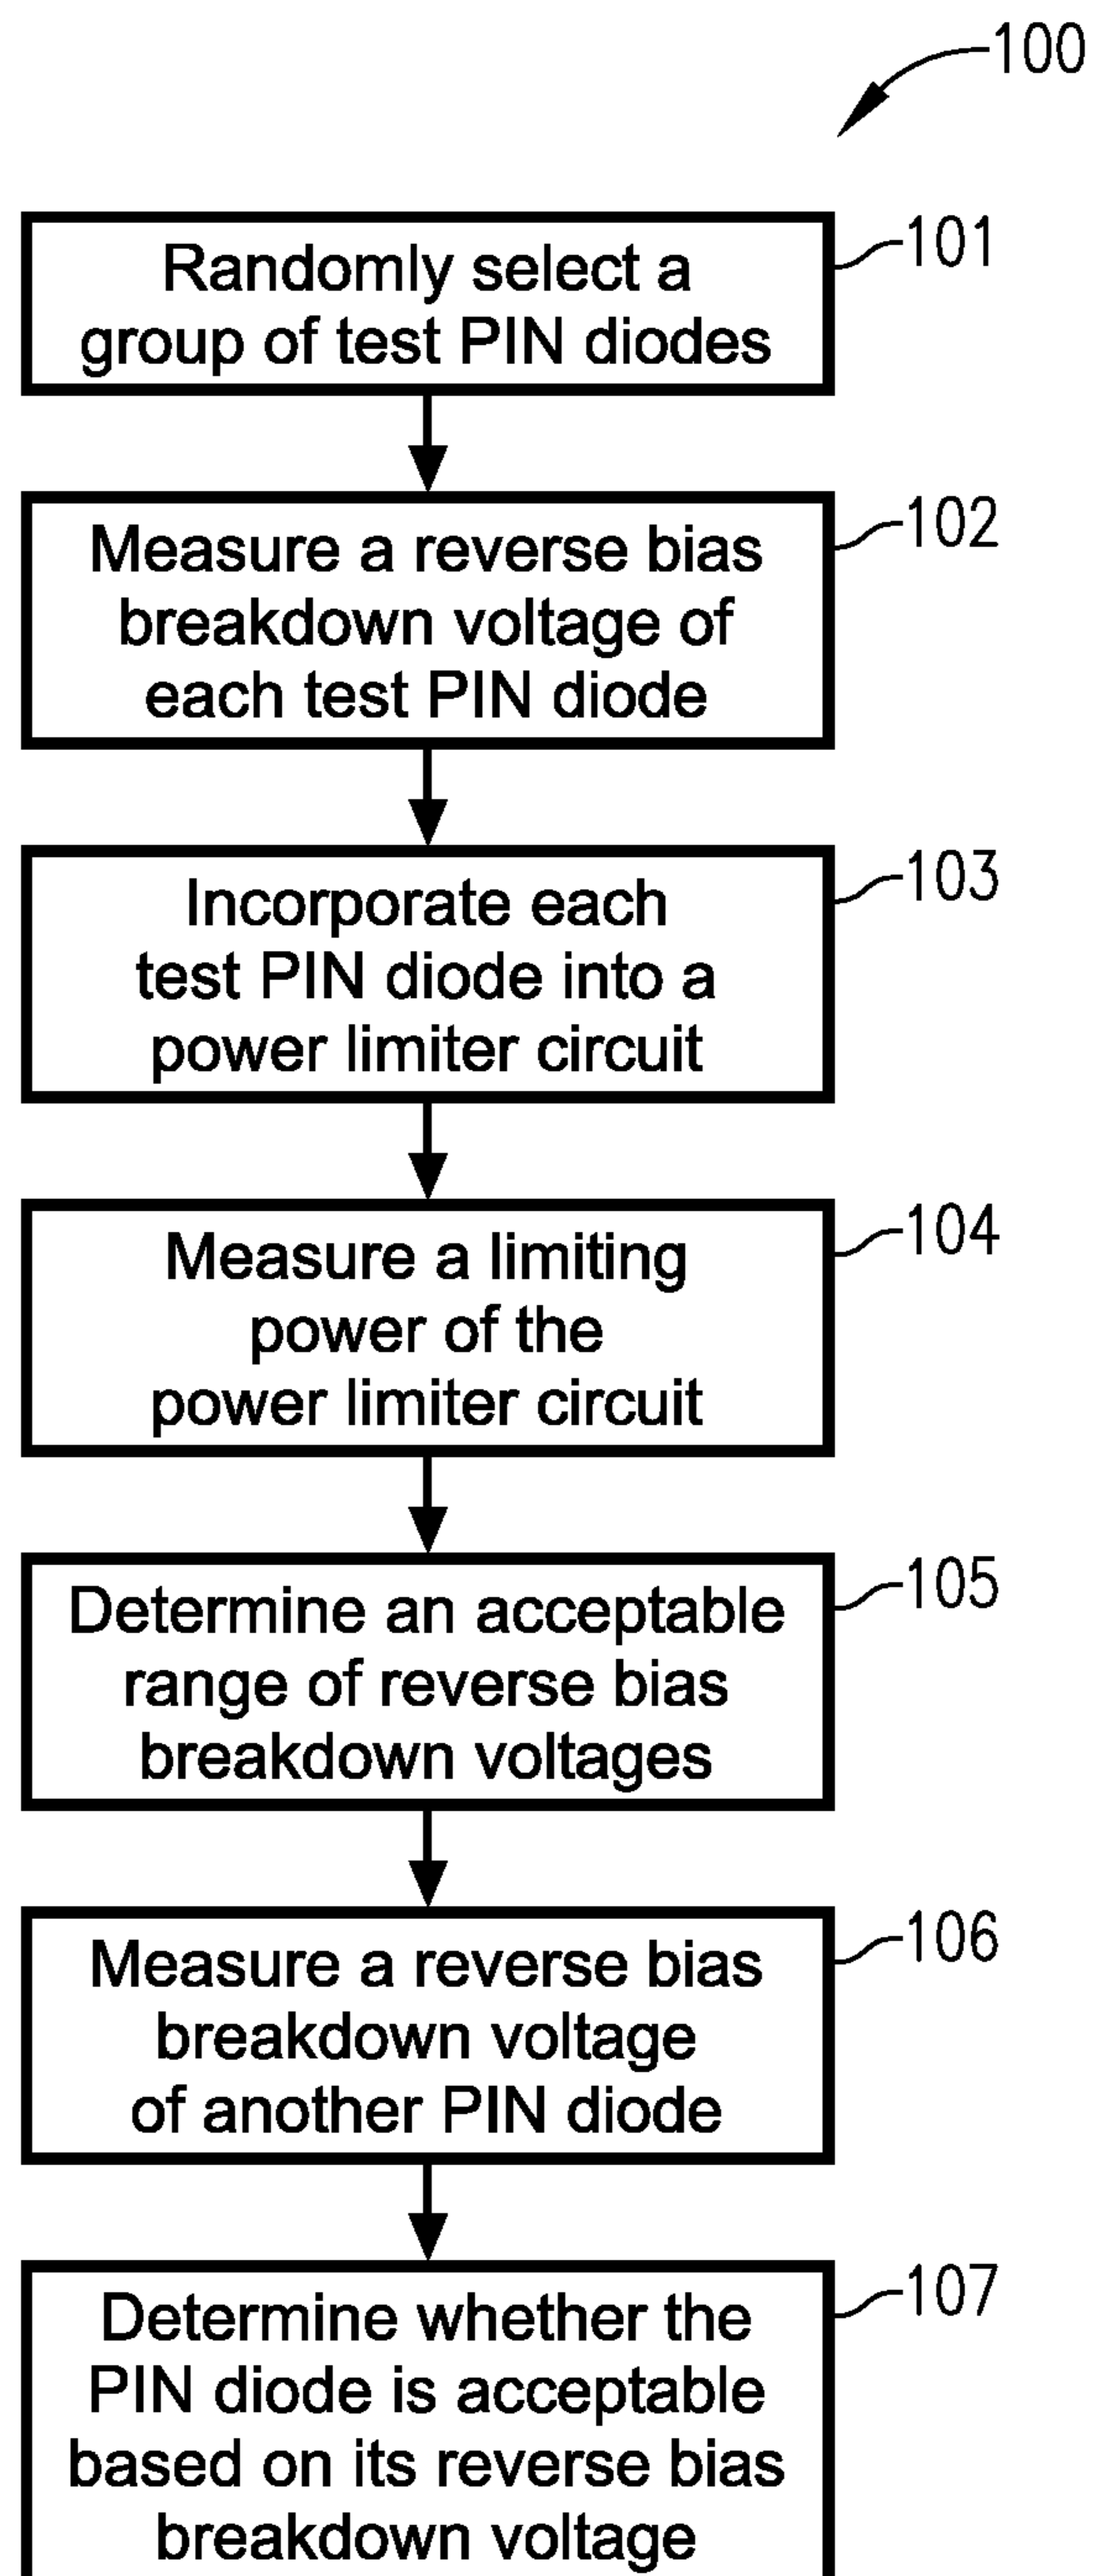 100
Randomly select a
group of test PIN diodes
101
Measure a reverse bias
breakdown voltage of
each test PIN diode
102
Incorporate each
test PIN diode into a
power limiter circuit
103
Measure a limiting
power of the
power limiter circuit
104
Determine an acceptable
range of reverse bias
breakdown voltages
105
Measure a reverse bias
breakdown voltage
of another PIN diode
106
Determine whether the
PIN diode is acceptable
based on its reverse bias
breakdown voltage
107